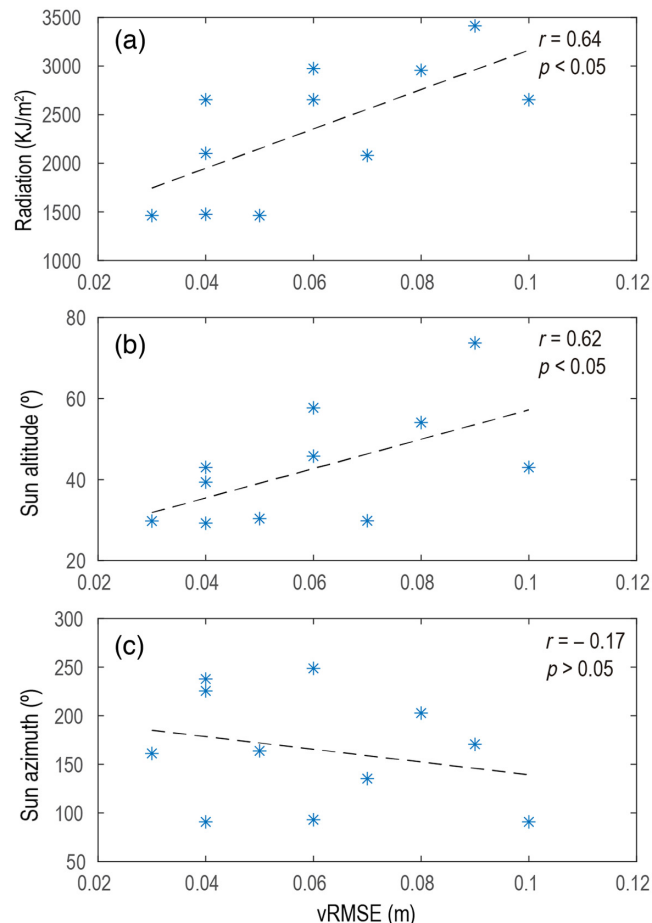 (a)
r = 0.64
p < 0.05
Radiation (KJ/m²)
3500
3000
2500
2000
1500
1000
0.02 0.04 0.06 0.08 0.1 0.12
(b)
r = 0.62
p < 0.05
Sun altitude (º)
80
60
40
20
0.02 0.04 0.06 0.08 0.1 0.12
(c)
r = – 0.17
p > 0.05
Sun azimuth (º)
300
250
200
150
100
50
0.02 0.04 0.06 0.08 0.1 0.12
vRMSE (m)